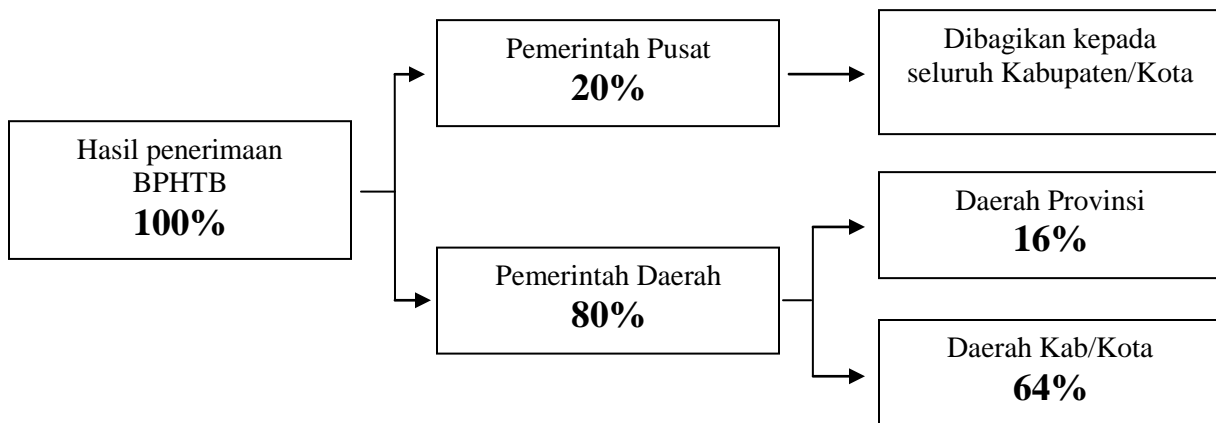 Hasil penerimaan
BPHTB
100%
Pemerintah Pusat
20%
Dibagikan kepada
seluruh Kabupaten/Kota
Pemerintah Daerah
80%
Daerah Provinsi
16%
Daerah Kab/Kota
64%